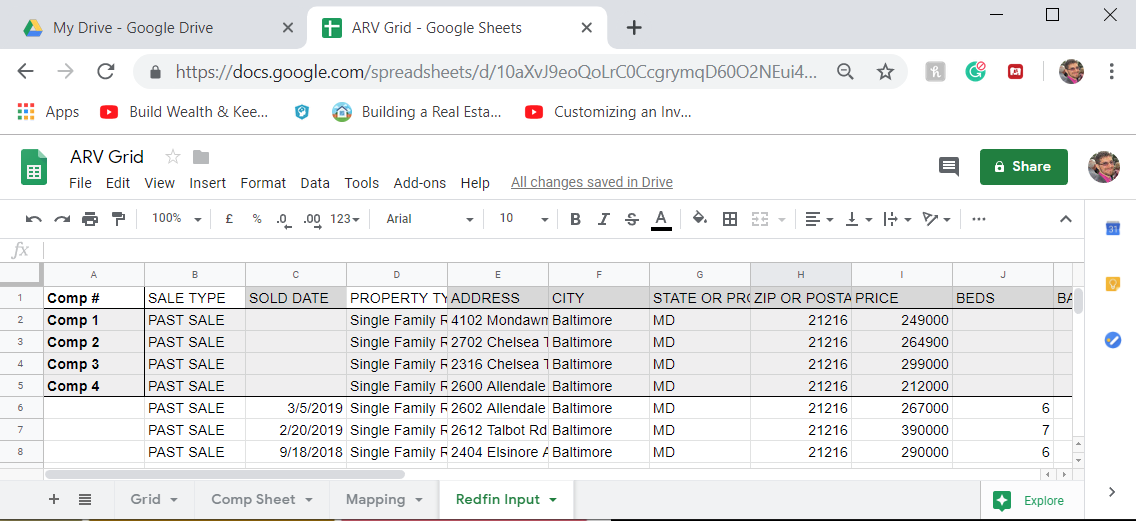 My Drive - Google Drive
ARV Grid - Google Sheets
https://docs.google.com/spreadsheets/d/10aXvJ9eoQoLrC0CcgrymqD60O2NEui4...
Apps
Build Wealth & Kee...
Building a Real Esta...
Customizing an Inv...
ARV Grid
Share
File Edit View Insert Format Data Tools Add-ons Help All changes saved in Drive
100% £ % .0 .00 123 Arial 10 B I S A ...
31
fx
A B C D E F G H I J
1 Comp # SALE TYPE SOLD DATE PROPERTY TY ADDRESS CITY STATE OR PRO ZIP OR POSTA PRICE BEDS BA
2 Comp 1 PAST SALE Single Family R 4102 Mondawn Baltimore MD 21216 249000
3 Comp 2 PAST SALE Single Family R 2702 Chelsea T Baltimore MD 21216 264900
4 Comp 3 PAST SALE Single Family R 2316 Chelsea T Baltimore MD 21216 299000
5 Comp 4 PAST SALE Single Family R 2600 Allendale Baltimore MD 21216 212000
6 PAST SALE 3/5/2019 Single Family R 2602 Allendale Baltimore MD 21216 267000 6
7 PAST SALE 2/20/2019 Single Family R 2612 Talbot Rd Baltimore MD 21216 390000 7
8 PAST SALE 9/18/2018 Single Family R 2404 Elsinore A Baltimore MD 21216 290000 6
Grid Comp Sheet Mapping Redfin Input Explore